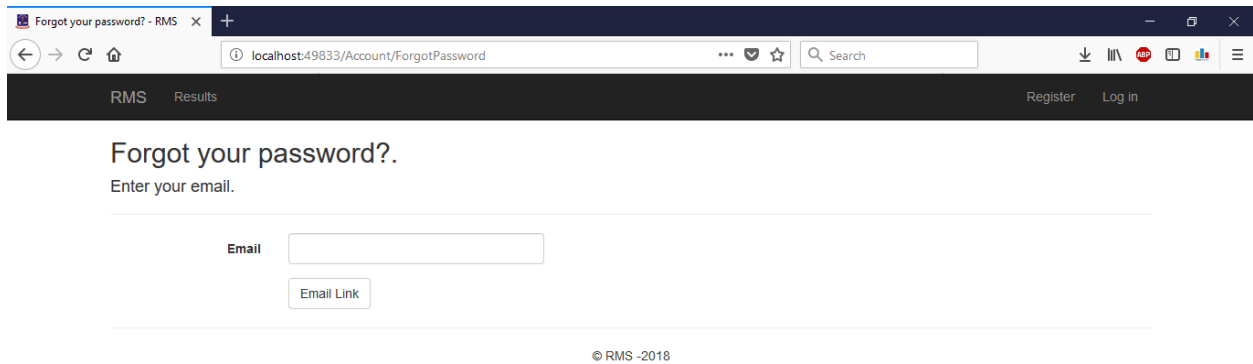 Forgot your password? - RMS
localhost:49833/Account/ForgotPassword
Search
ABP
RMS Results Register Log in
Forgot your password?.
Enter your email.
Email
Email Link
© RMS -2018